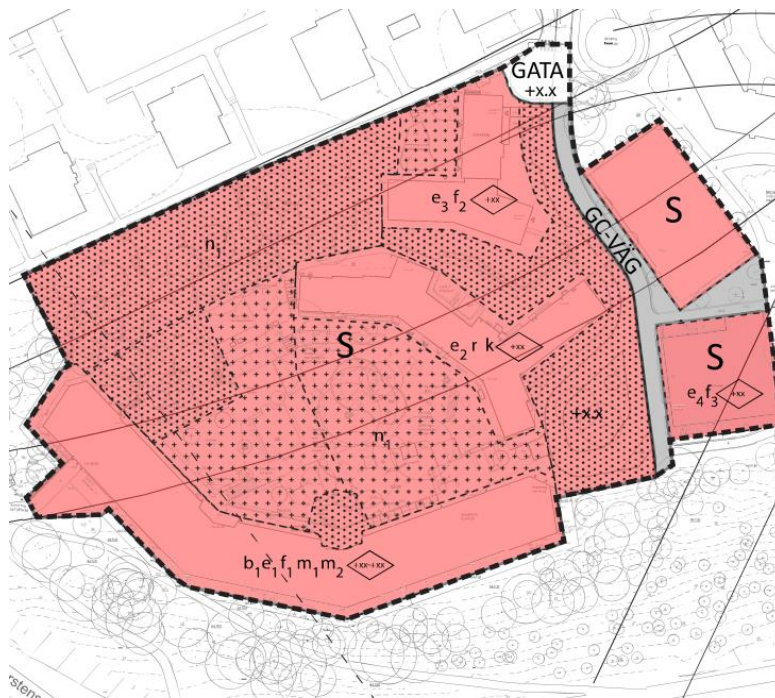 GATA
+x.x
S
e₃ f₂ +xx
n₁
GC-VÄG
S
e₂ r k +xx
S
e₄ f₃ +xx
+x.x
n₁
b₁ e₁ f₁ m₁ m₂ +xx-+xx